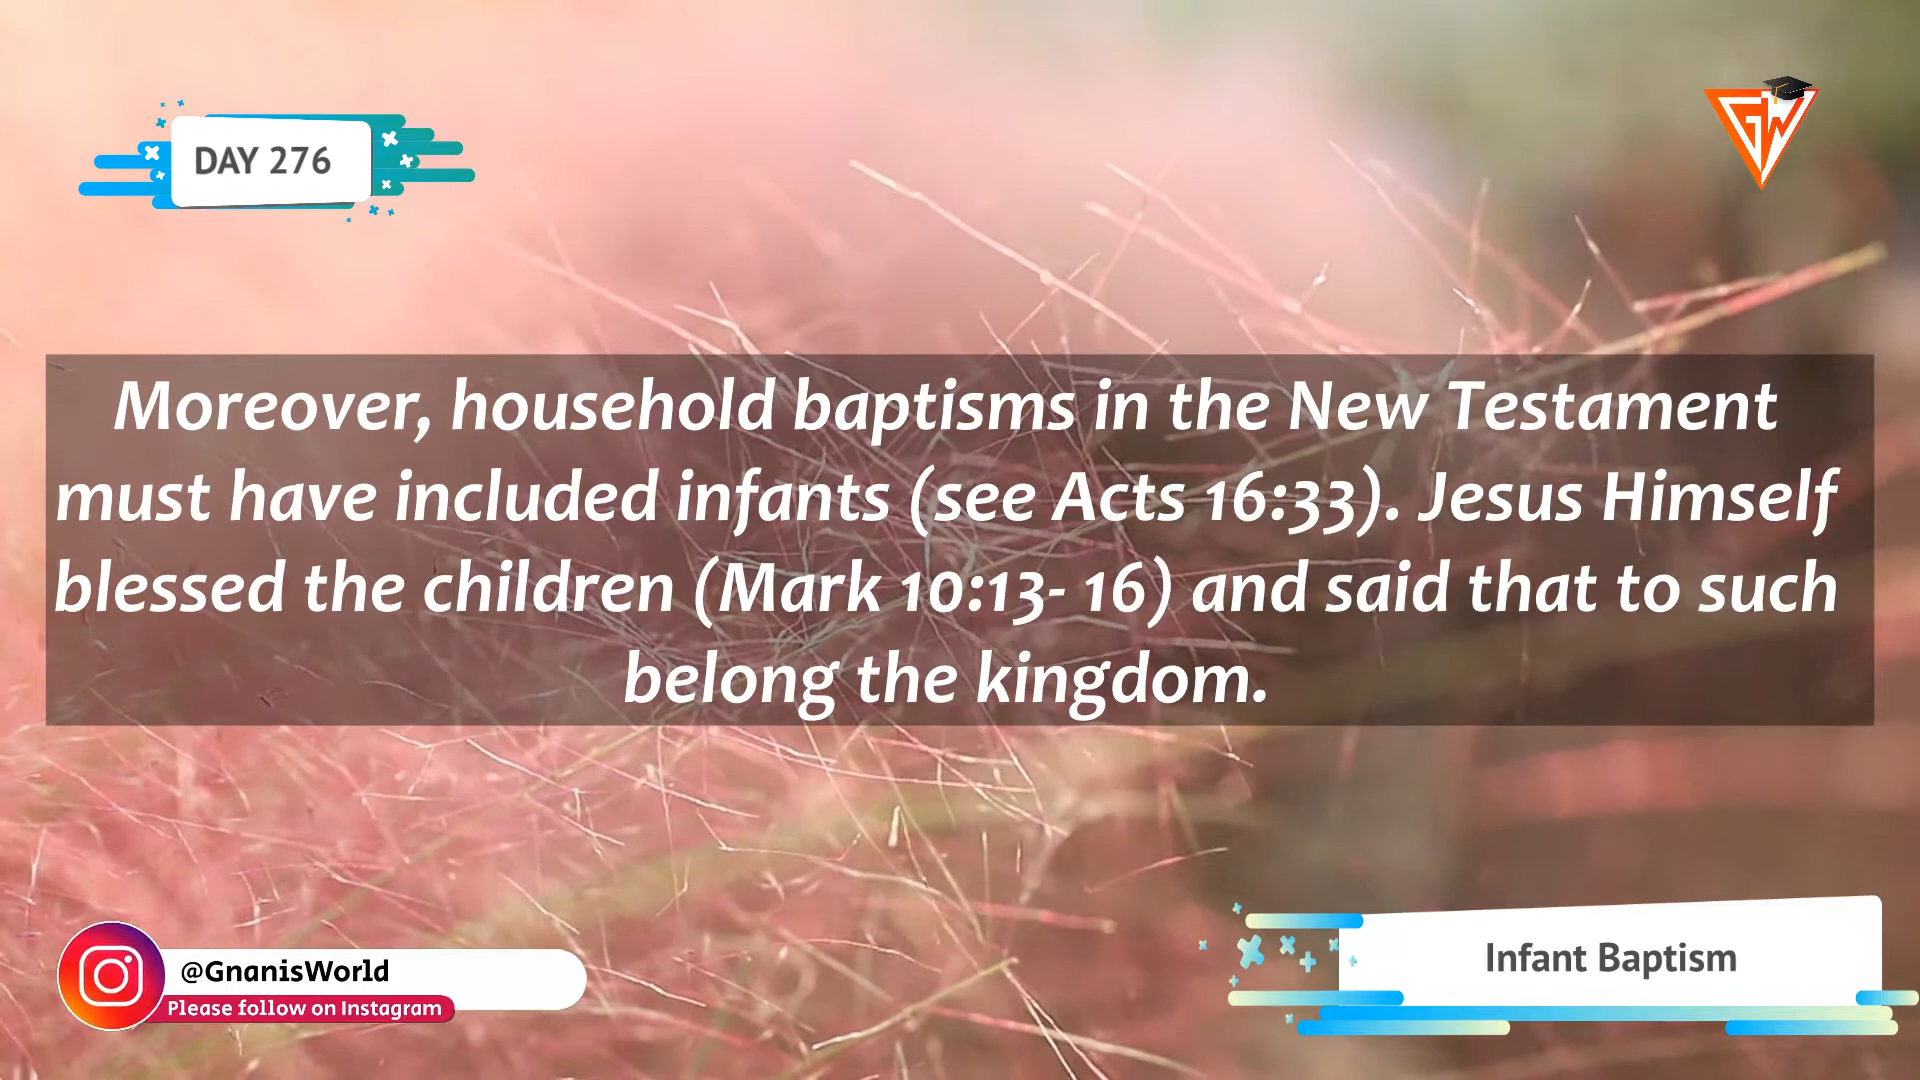 DAY 276
GW
Moreover, household baptisms in the New Testament
must have included infants (see Acts 16:33). Jesus Himself
blessed the children (Mark 10:13- 16) and said that to such
belong the kingdom.
@GnanisWorld
Please follow on Instagram
Infant Baptism